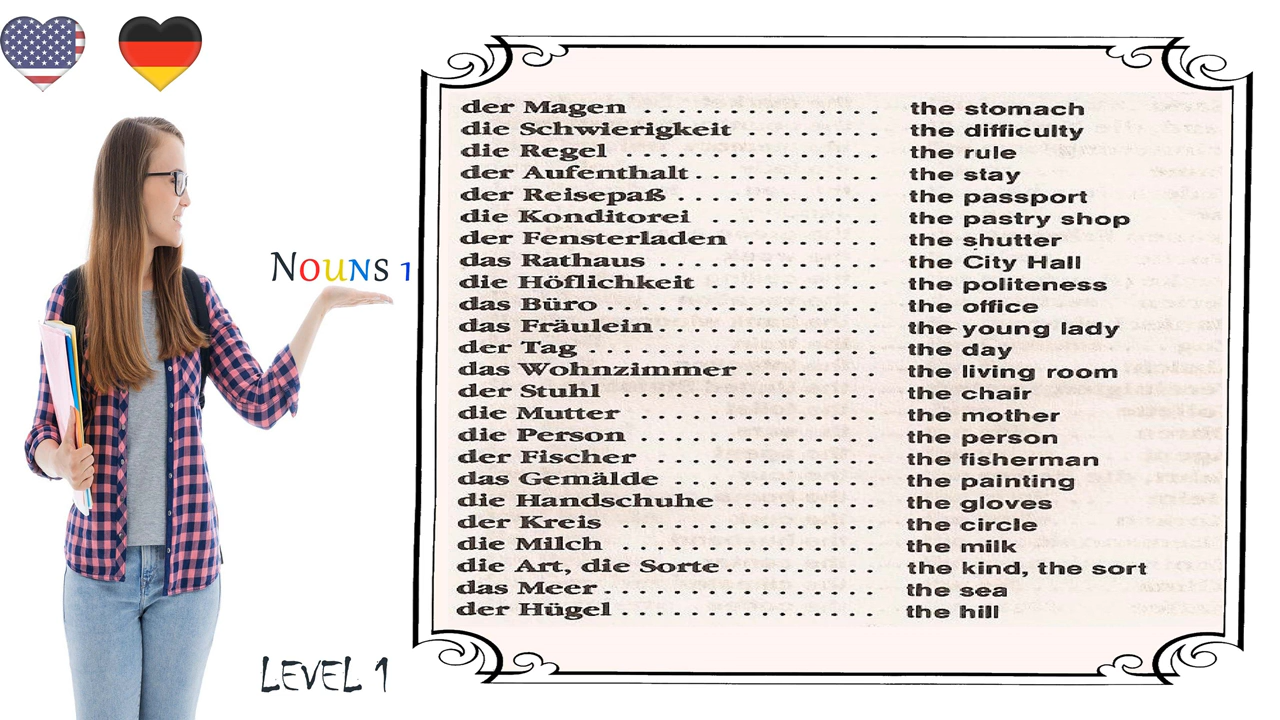 der Magen . . . . . . . . . . . . . . the stomach
die Schwierigkeit . . . . . . . . . the difficulty
die Regel . . . . . . . . . . . . . . . the rule
der Aufenthalt . . . . . . . . . . . the stay
der Reisepaß . . . . . . . . . . . . the passport
die Konditorei . . . . . . . . . . the pastry shop
der Fensterladen . . . . . . . . the shutter
das Rathaus . . . . . . . . . . . . . the City Hall
die Höflichkeit . . . . . . . . . . the politeness
das Büro . . . . . . . . . . . . . . . . the office
das Fräulein . . . . . . . . . . . . . the young lady
der Tag . . . . . . . . . . . . . . . . . the day
das Wohnzimmer . . . . . . . . the living room
der Stuhl . . . . . . . . . . . . . . . the chair
die Mutter . . . . . . . . . . . . . . the mother
die Person . . . . . . . . . . . . . . the person
der Fischer . . . . . . . . . . . . . the fisherman
das Gemälde . . . . . . . . . . . . the painting
die Handschuhe . . . . . . . . . the gloves
der Kreis . . . . . . . . . . . . . . . the circle
die Milch . . . . . . . . . . . . . . . the milk
die Art, die Sorte . . . . . . . . . the kind, the sort
das Meer . . . . . . . . . . . . . . . . the sea
der Hügel . . . . . . . . . . . . . . . the hill
Nouns 1
LEVEL 1